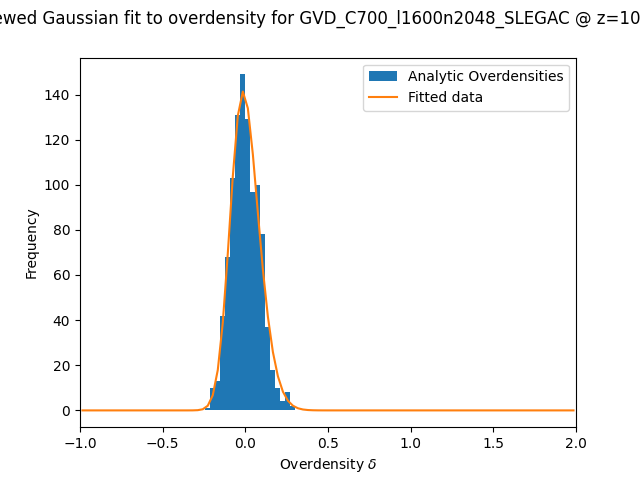 ewed Gaussian fit to overdensity for GVD_C700_l1600n2048_SLEGAC @ z=10
Analytic Overdensities
Fitted data
Frequency
140
120
100
80
60
40
20
0
−1.0 −0.5 0.0 0.5 1.0 1.5 2.0
Overdensity δ